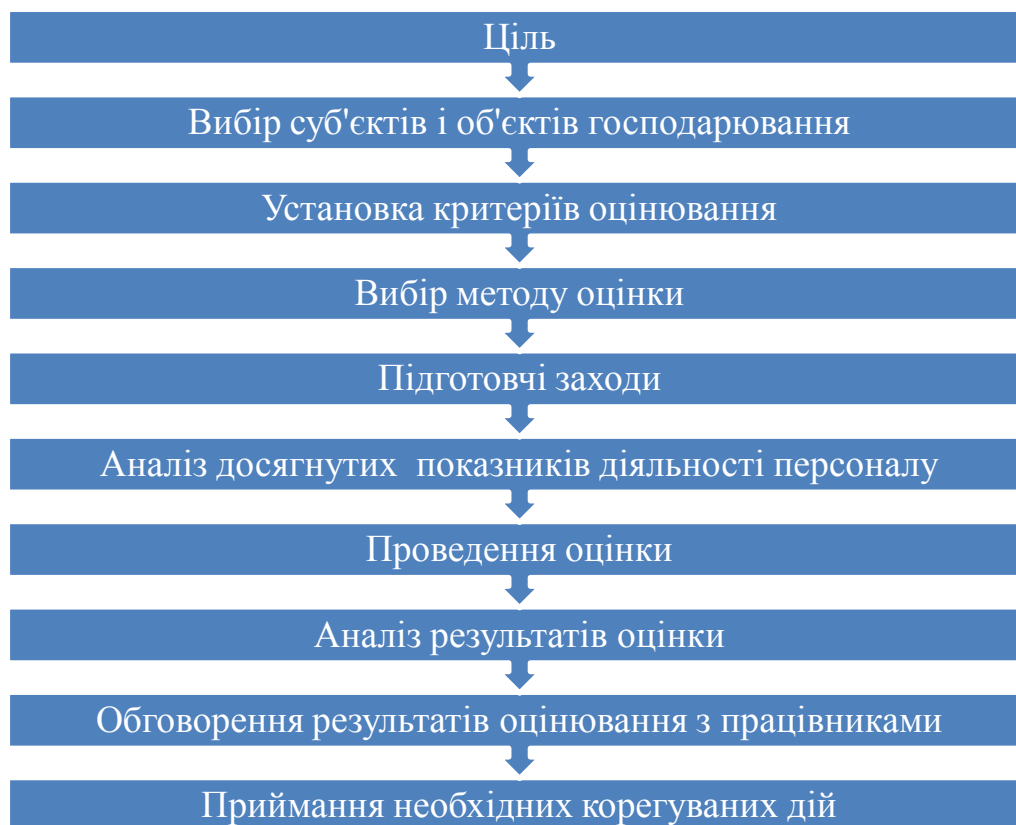 Ціль
Вибір суб'єктів і об'єктів господарювання
Установка критеріїв оцінювання
Вибір методу оцінки
Підготовчі заходи
Аналіз досягнутих показників діяльності персоналу
Проведення оцінки
Аналіз результатів оцінки
Обговорення результатів оцінювання з працівниками
Приймання необхідних корегуваних дій